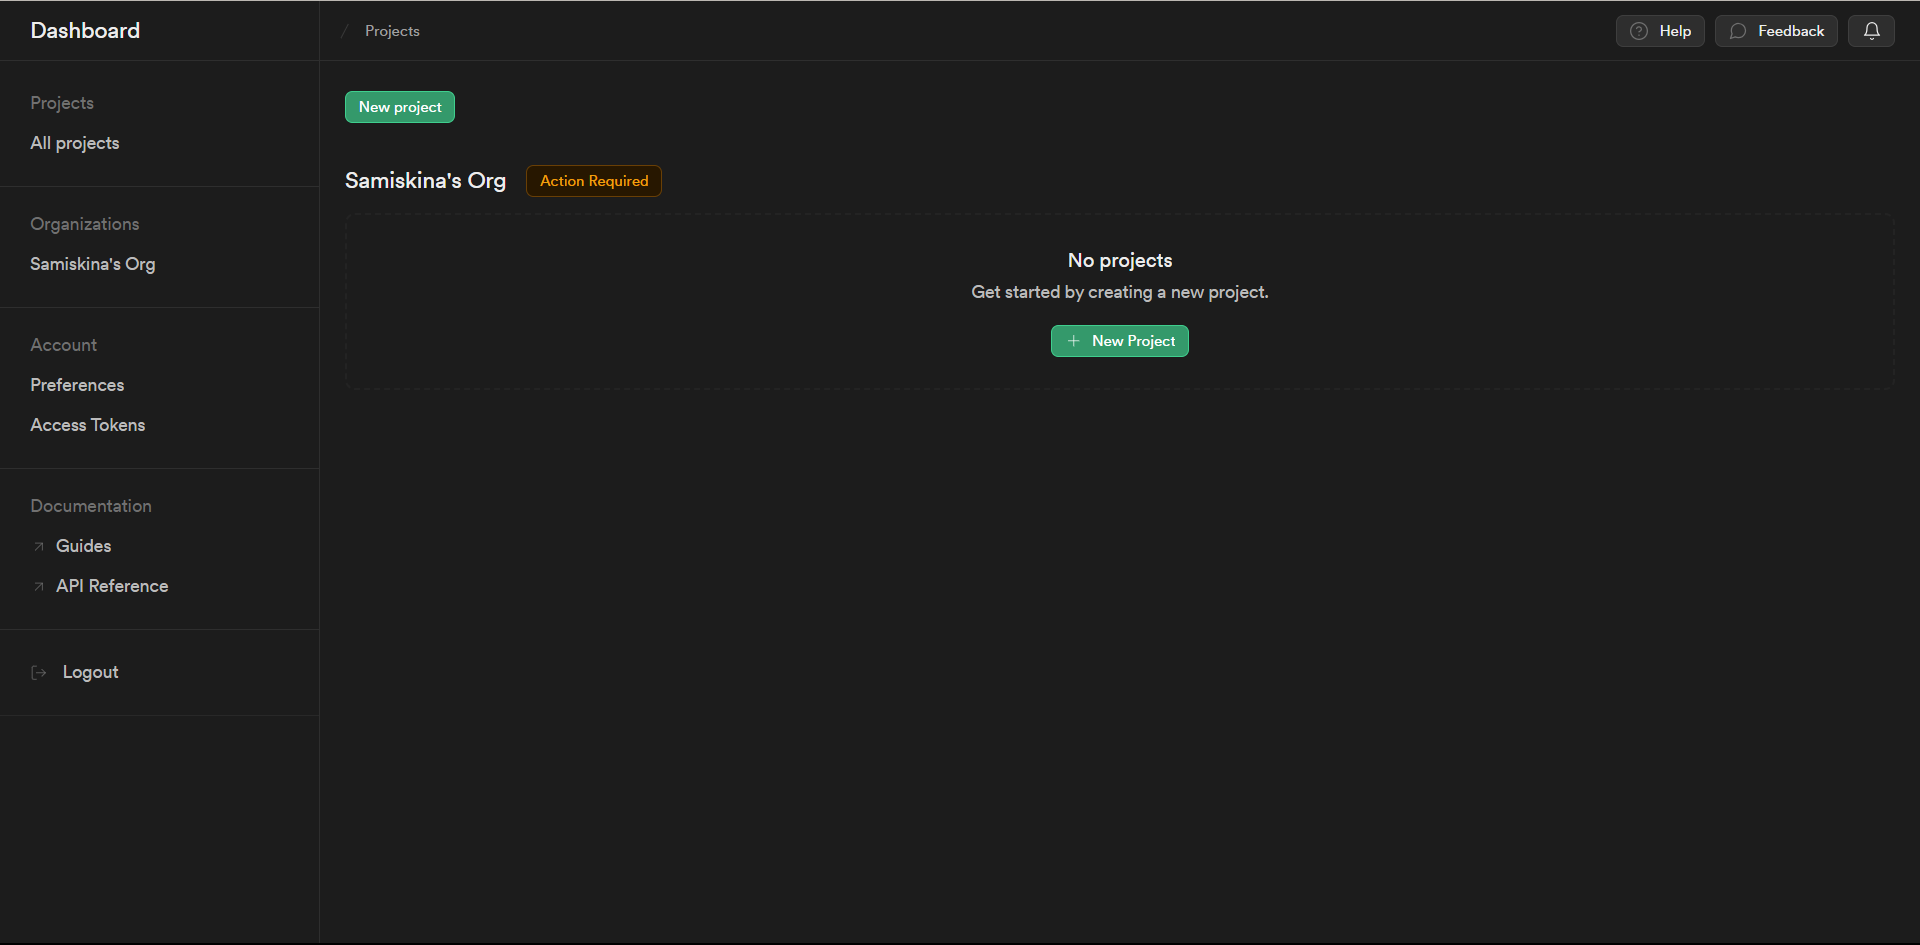 Dashboard
/ Projects
Help
Feedback
Projects
All projects
Organizations
Samiskina's Org
Account
Preferences
Access Tokens
Documentation
Guides
API Reference
Logout
New project
Samiskina's Org
Action Required
No projects
Get started by creating a new project.
New Project